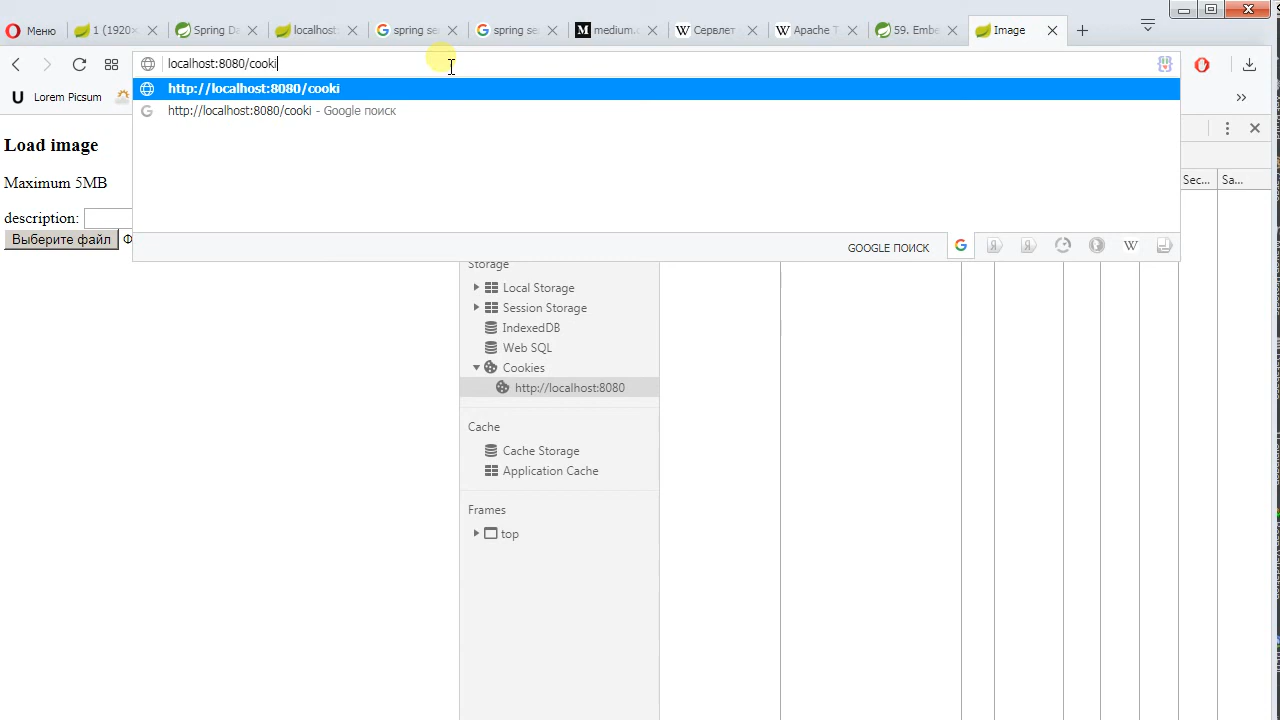 Меню
1 (1920×
Spring Da
localhost
spring se
spring se
medium.c
Сервлет
Apache T
59. Embe
Image
localhost:8080/cooki
http://localhost:8080/cooki
http://localhost:8080/cooki - Google поиск
GOOGLE ПОИСК
Lorem Picsum
Load image
Maximum 5MB
description:
Выберите файл
Sec...
Sa...
Storage
Local Storage
Session Storage
IndexedDB
Web SQL
Cookies
http://localhost:8080
Cache
Cache Storage
Application Cache
Frames
top